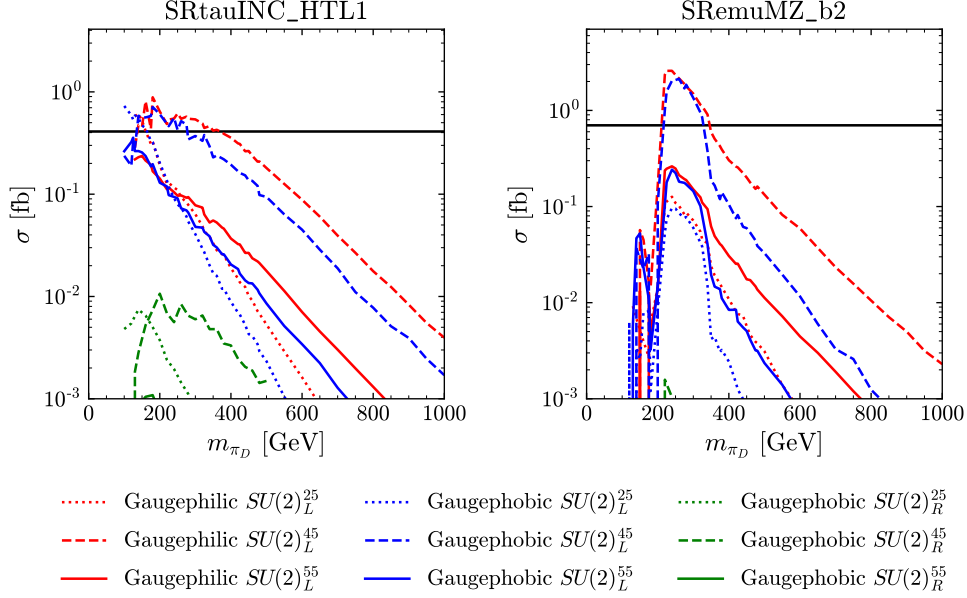 SRtauINC_HTL1
SRemuMZ_b2
σ [fb]
10^0
10^{-1}
10^{-2}
10^{-3}
0 200 400 600 800 1000
m_{π_D} [GeV]
σ [fb]
10^0
10^{-1}
10^{-2}
10^{-3}
0 200 400 600 800 1000
m_{π_D} [GeV]
Gaugephilic SU(2)_L^{25} Gaugephobic SU(2)_L^{25} Gaugephobic SU(2)_R^{25}
Gaugephilic SU(2)_L^{45} Gaugephobic SU(2)_L^{45} Gaugephobic SU(2)_R^{45}
Gaugephilic SU(2)_L^{55} Gaugephobic SU(2)_L^{55} Gaugephobic SU(2)_R^{55}